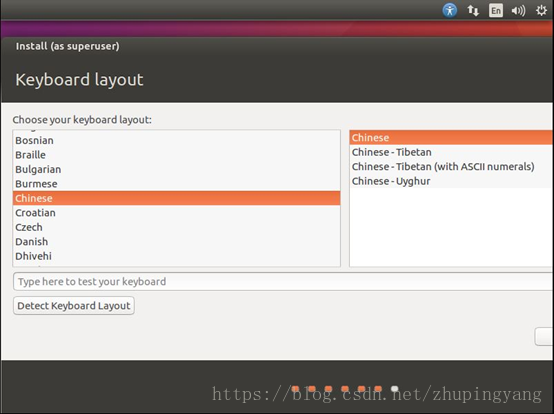 En
Install (as superuser)
Keyboard layout
Choose your keyboard layout:
Bosnian
Braille
Bulgarian
Burmese
Chinese
Croatian
Czech
Danish
Dhivehi
Chinese
Chinese - Tibetan
Chinese - Tibetan (with ASCII numerals)
Chinese - Uyghur
Type here to test your keyboard
Detect Keyboard Layout
https://blog.csdn.net/zhupingyang